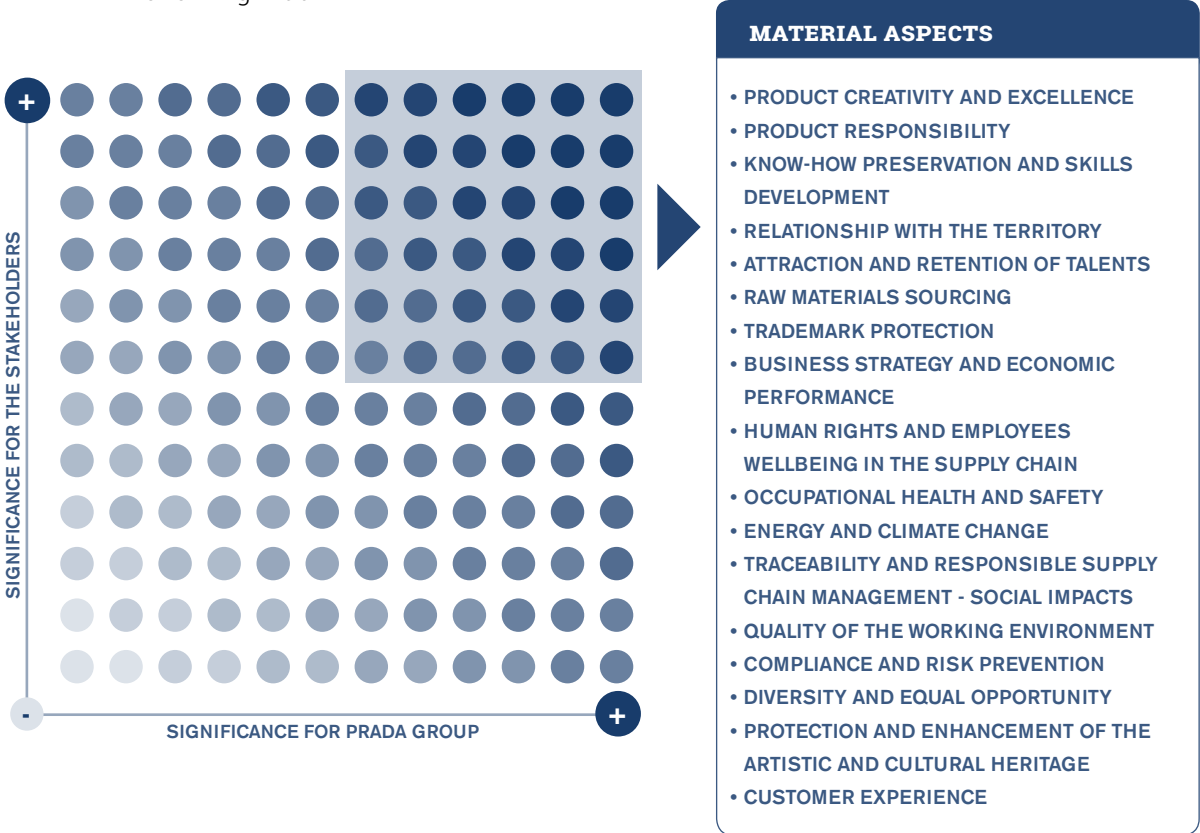 MATERIAL ASPECTS
+
SIGNIFICANCE FOR THE STAKEHOLDERS
-
SIGNIFICANCE FOR PRADA GROUP
+
• PRODUCT CREATIVITY AND EXCELLENCE
• PRODUCT RESPONSIBILITY
• KNOW-HOW PRESERVATION AND SKILLS
DEVELOPMENT
• RELATIONSHIP WITH THE TERRITORY
• ATTRACTION AND RETENTION OF TALENTS
• RAW MATERIALS SOURCING
• TRADEMARK PROTECTION
• BUSINESS STRATEGY AND ECONOMIC
PERFORMANCE
• HUMAN RIGHTS AND EMPLOYEES
WELLBEING IN THE SUPPLY CHAIN
• OCCUPATIONAL HEALTH AND SAFETY
• ENERGY AND CLIMATE CHANGE
• TRACEABILITY AND RESPONSIBLE SUPPLY
CHAIN MANAGEMENT - SOCIAL IMPACTS
• QUALITY OF THE WORKING ENVIRONMENT
• COMPLIANCE AND RISK PREVENTION
• DIVERSITY AND EQUAL OPPORTUNITY
• PROTECTION AND ENHANCEMENT OF THE
ARTISTIC AND CULTURAL HERITAGE
• CUSTOMER EXPERIENCE